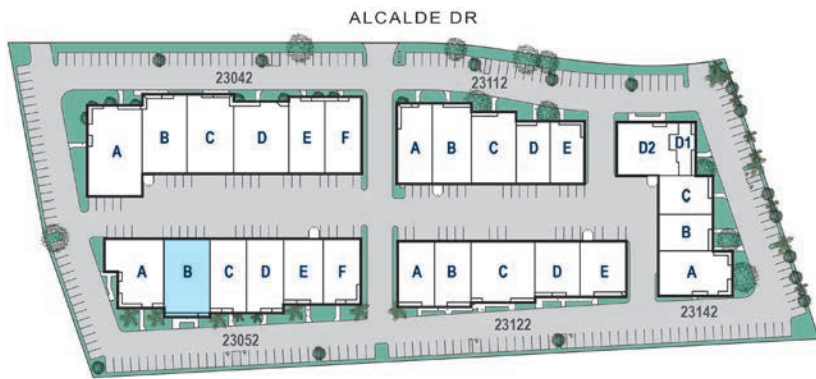 ALCALDE DR
23042
23112
A B C D E F
A B C D E
D2 D1
C
B
A
A B C D E F
A B C D E
23052
23122
23142